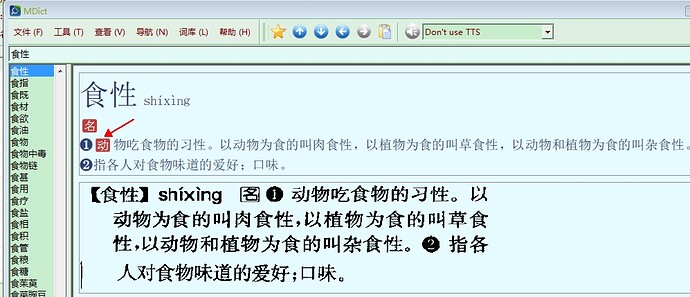 MDict
文件 (F) 工具 (T) 查看 (V) 导航 (N) 词库 (L) 帮助 (H) Don't use TTS
食性
食性
食指
食既
食材
食欲
食油
食物
食物中毒
食物链
食甚
食用
食疗
食盐
食相
食积
食管
食粮
食糖
食茱萸
食性 shíxìng
名
❶ 动 物吃食物的习性。以动物为食的叫肉食性，以植物为食的叫草食性，以动物和植物为食的叫杂食性。
❷指各人对食物味道的爱好；口味。
【食性】shíxìng 名 ❶ 动物吃食物的习性。以
动物为食的叫肉食性，以植物为食的叫草食
性，以动物和植物为食的叫杂食性。❷ 指各
人对食物味道的爱好；口味。